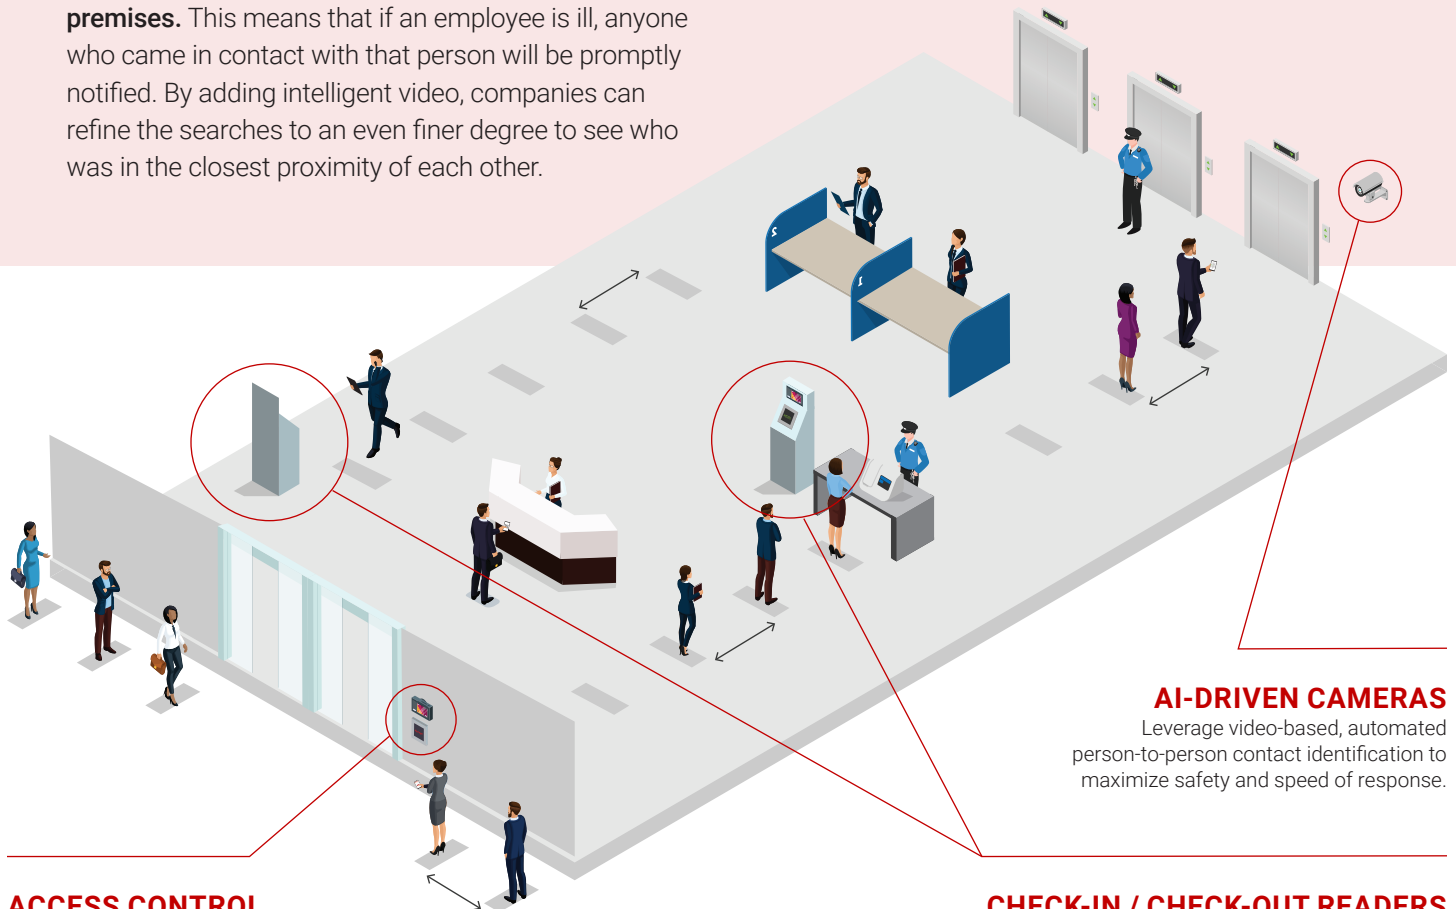 premises. This means that if an employee is ill, anyone
who came in contact with that person will be promptly
notified. By adding intelligent video, companies can
refine the searches to an even finer degree to see who
was in the closest proximity of each other.
AI-DRIVEN CAMERAS
Leverage video-based, automated
person-to-person contact identification to
maximize safety and speed of response.
ACCESS CONTROL
CHECK-IN / CHECK-OUT READERS